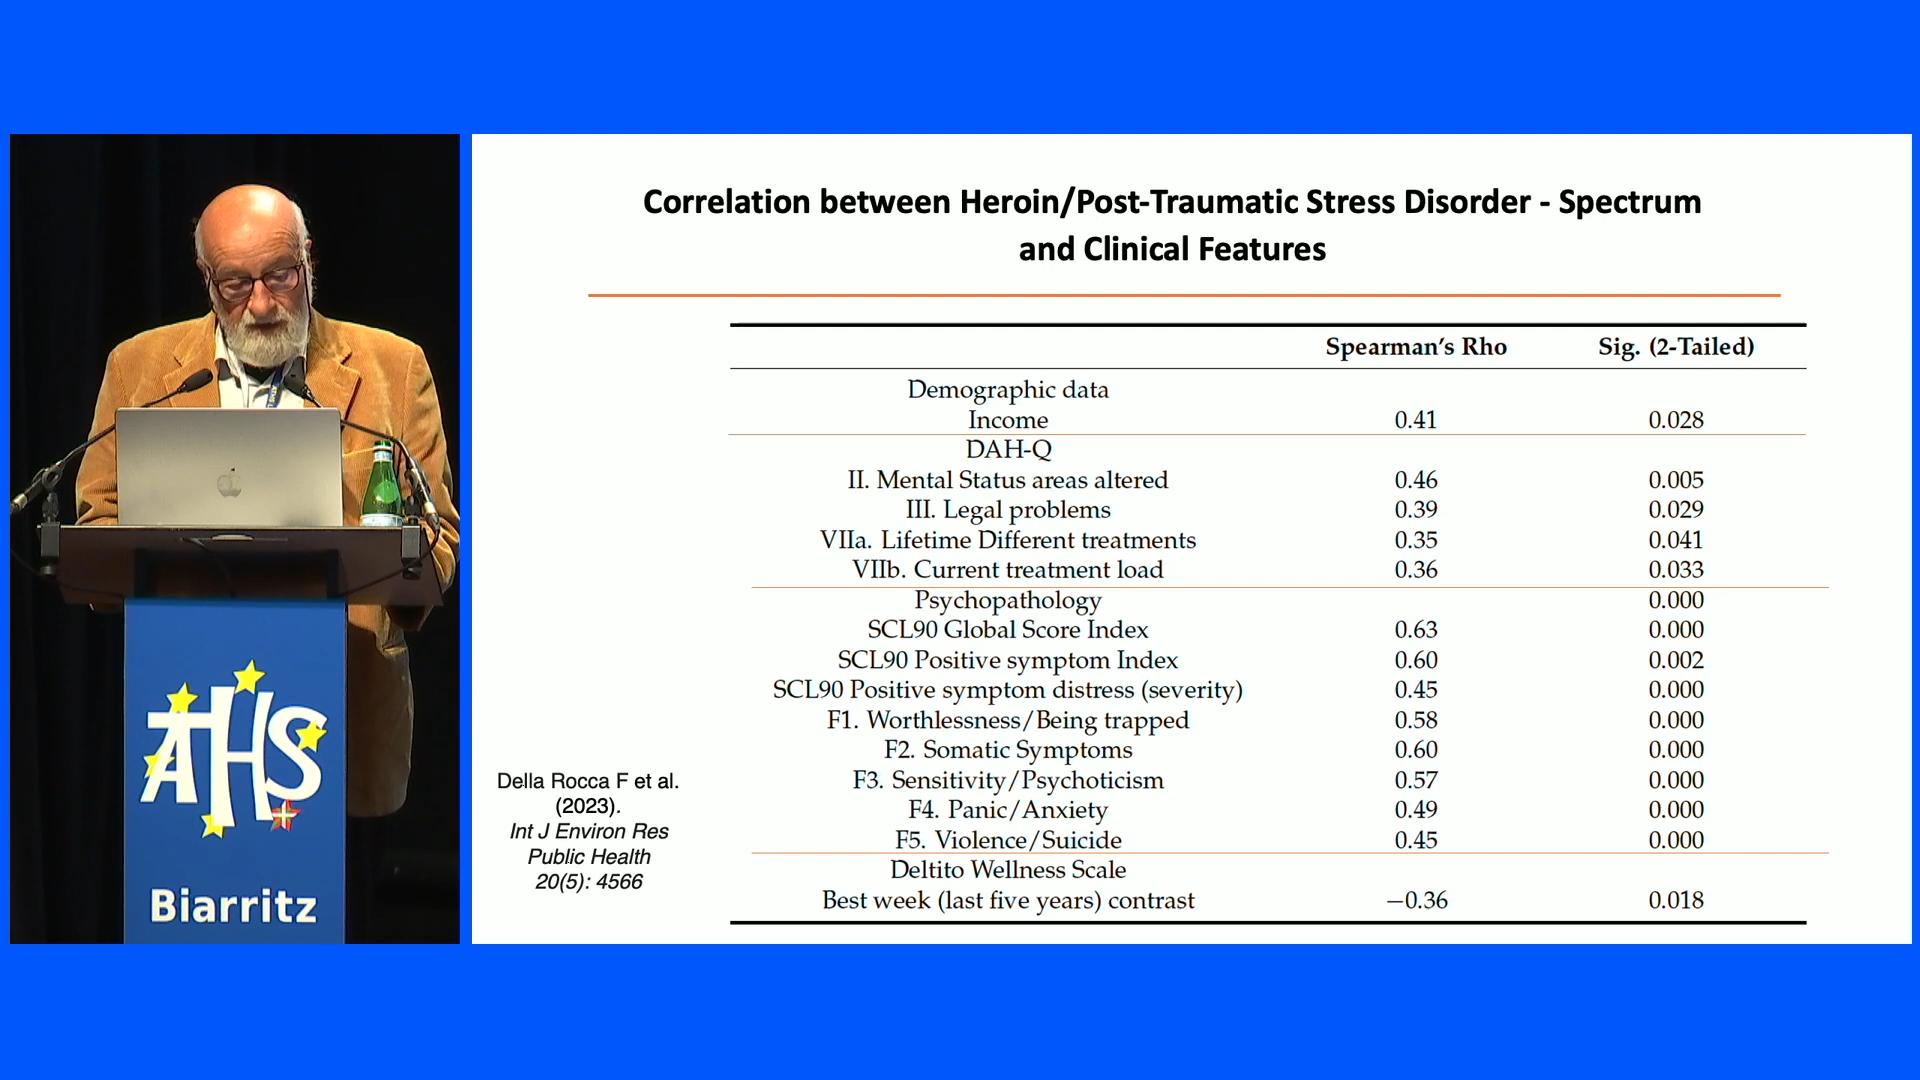 Correlation between Heroin/Post-Traumatic Stress Disorder - Spectrum
and Clinical Features
Spearman's Rho Sig. (2-Tailed)
Demographic data
Income 0.41 0.028
DAH-Q
II. Mental Status areas altered 0.46 0.005
III. Legal problems 0.39 0.029
VIIa. Lifetime Different treatments 0.35 0.041
VIIb. Current treatment load 0.36 0.033
Psychopathology 0.000
SCL90 Global Score Index 0.63 0.000
SCL90 Positive symptom Index 0.60 0.002
SCL90 Positive symptom distress (severity) 0.45 0.000
F1. Worthlessness/Being trapped 0.58 0.000
F2. Somatic Symptoms 0.60 0.000
F3. Sensitivity/Psychoticism 0.57 0.000
F4. Panic/Anxiety 0.49 0.000
F5. Violence/Suicide 0.45 0.000
Deltito Wellness Scale
Best week (last five years) contrast −0.36 0.018
Della Rocca F et al.
(2023).
Int J Environ Res
Public Health
20(5): 4566
ATHS
Biarritz